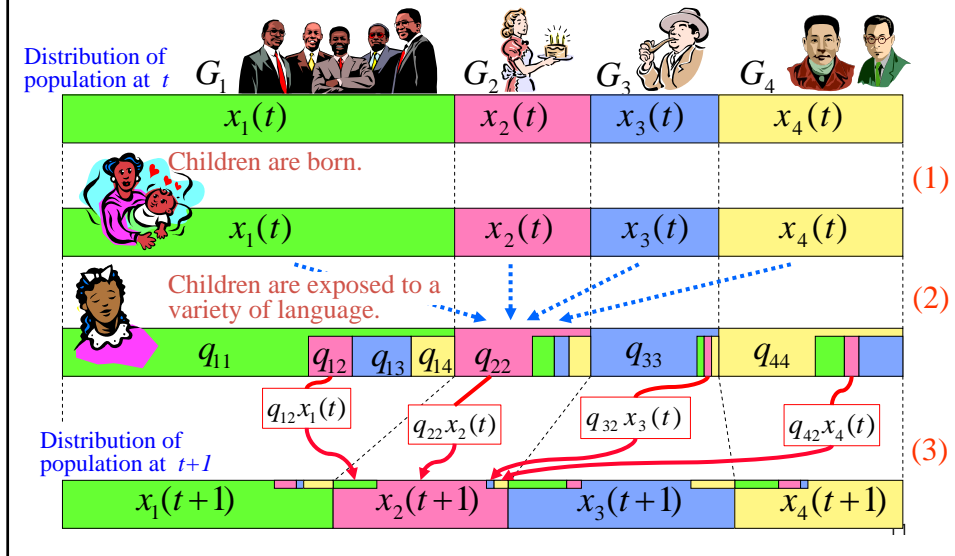 Distribution of
population at t
G₁ G₂ G₃ G₄
x₁(t) x₂(t) x₃(t) x₄(t)
Children are born.
(1)
x₁(t) x₂(t) x₃(t) x₄(t)
Children are exposed to a
variety of language.
(2)
q₁₁ q₁₂ q₁₃ q₁₄ q₂₂ q₃₃ q₄₄
q₁₂x₁(t) q₂₂x₂(t) q₃₂x₃(t) q₄₂x₄(t)
Distribution of
population at t+1
(3)
x₁(t+1) x₂(t+1) x₃(t+1) x₄(t+1)